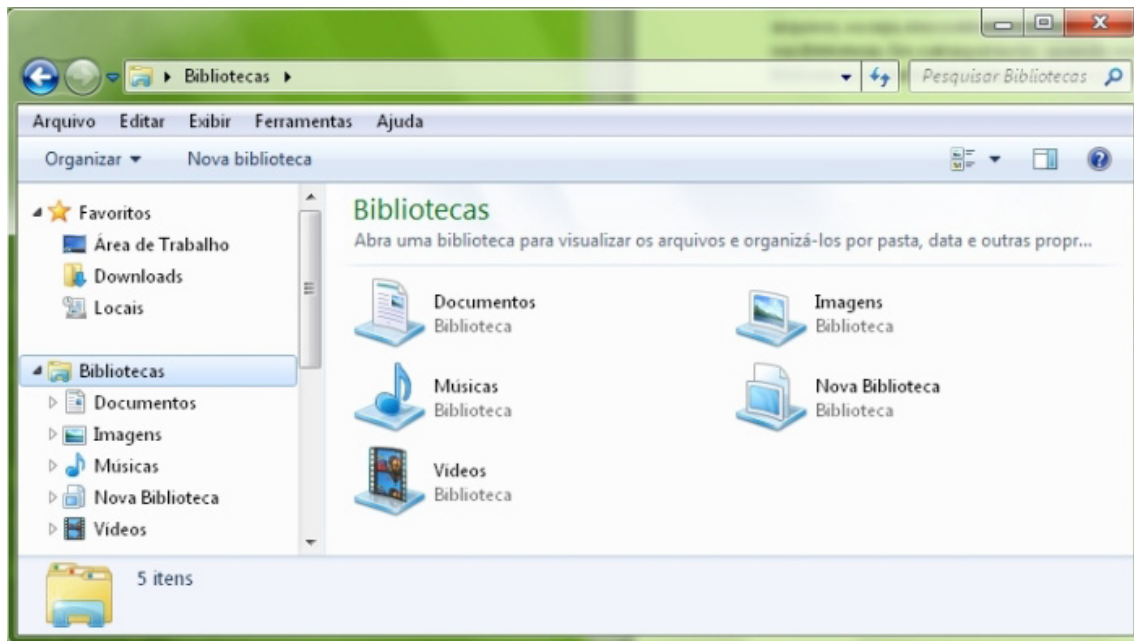 Bibliotecas
Pesquisar Bibliotecas
Arquivo Editar Exibir Ferramentas Ajuda
Organizar Nova biblioteca
Favoritos
Área de Trabalho
Downloads
Locais
Bibliotecas
Documentos
Imagens
Músicas
Nova Biblioteca
Vídeos
Bibliotecas
Abra uma biblioteca para visualizar os arquivos e organizá-los por pasta, data e outras propr...
Documentos
Biblioteca
Imagens
Biblioteca
Músicas
Biblioteca
Nova Biblioteca
Biblioteca
Vídeos
Biblioteca
5 itens